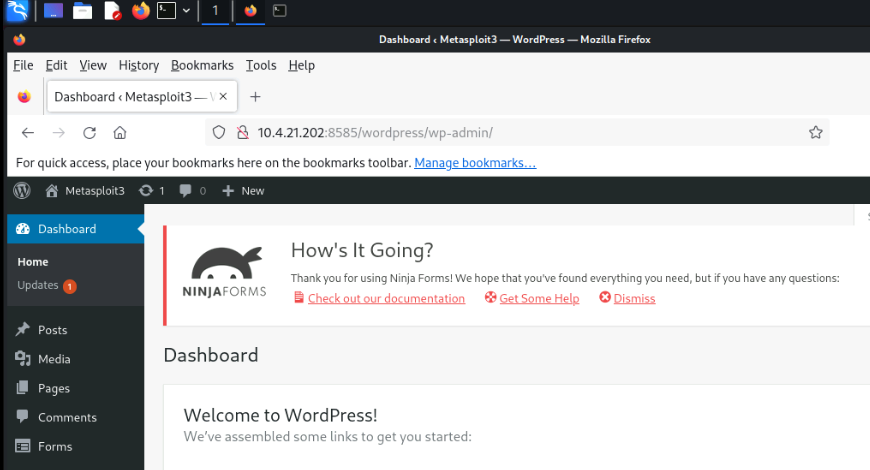 1
Dashboard ‹ Metasploit3 — WordPress — Mozilla Firefox
File Edit View History Bookmarks Tools Help
Dashboard ‹ Metasploit3 —
10.4.21.202:8585/wordpress/wp-admin/
For quick access, place your bookmarks here on the bookmarks toolbar. Manage bookmarks…
Metasploit3 1 0 New
Dashboard
Home
Updates 1
Posts
Media
Pages
Comments
Forms
NINJAFORMS
How's It Going?
Thank you for using Ninja Forms! We hope that you've found everything you need, but if you have any questions:
Check out our documentation Get Some Help Dismiss
Dashboard
Welcome to WordPress!
We've assembled some links to get you started: